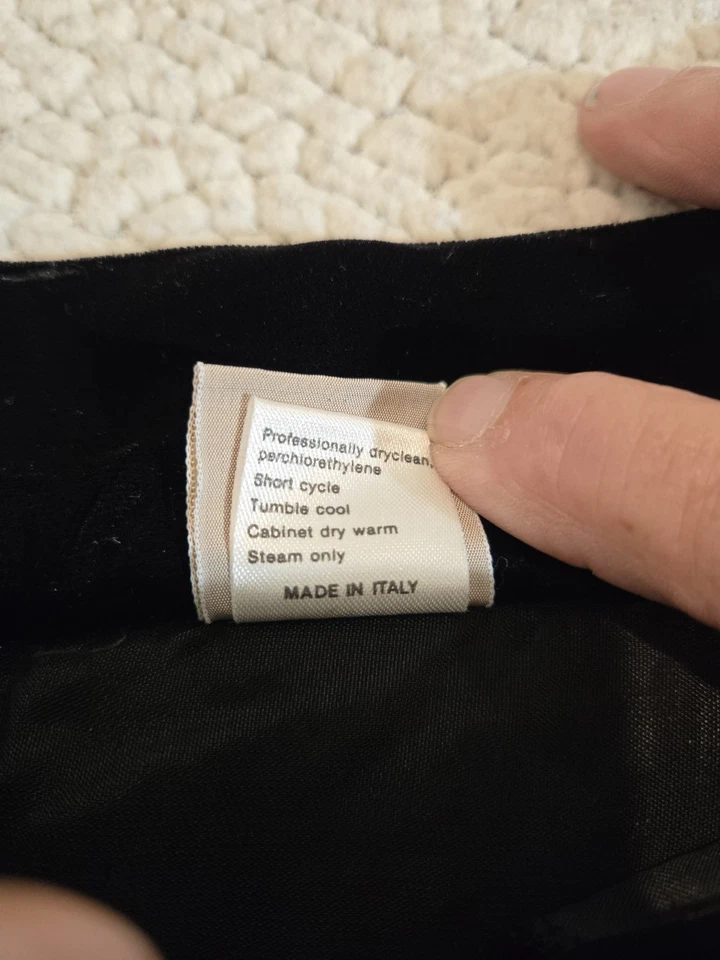 Professionally dryclean,
perchlorethylene
Short cycle
Tumble cool
Cabinet dry warm
Steam only
MADE IN ITALY